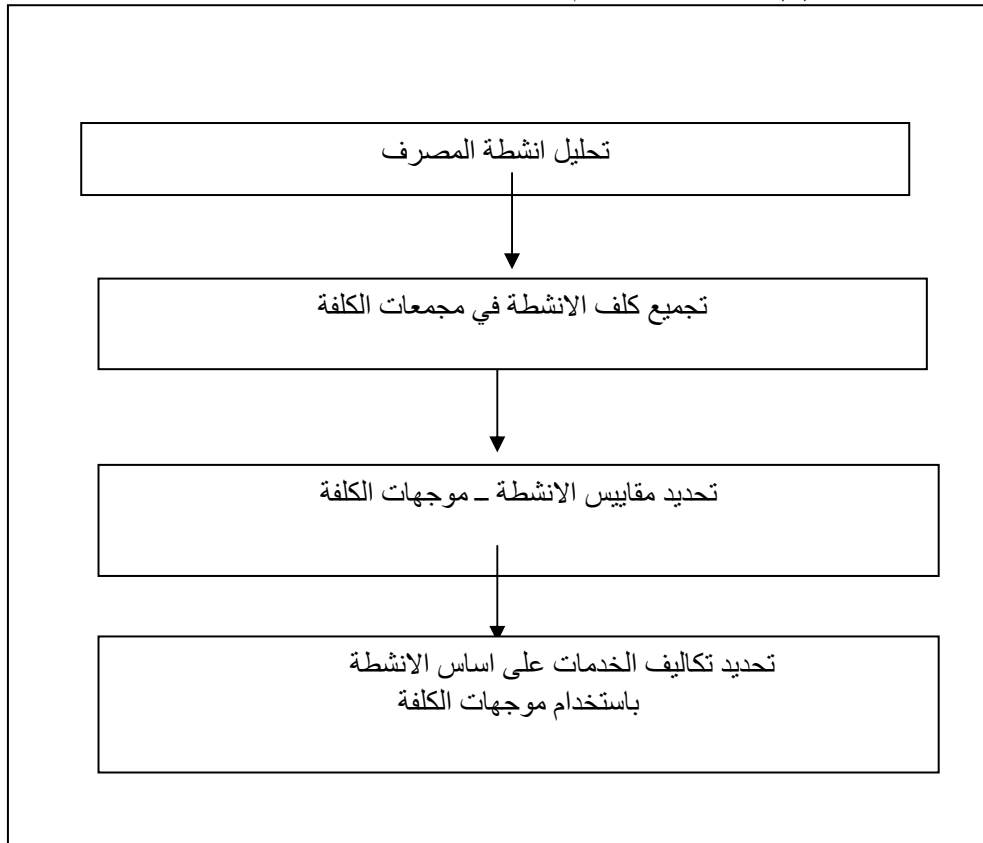 تحليل انشطة المصرف
تجميع كلف الانشطة في مجمعات الكلفة
تحديد مقاييس الانشطة – موجهات الكلفة
تحديد تكاليف الخدمات على اساس الانشطة
باستخدام موجهات الكلفة